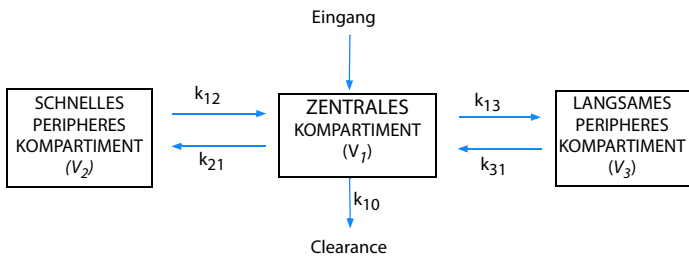 Eingang
k12
k13
SCHNELLES
PERIPHERES
KOMPARTIMENT
(V2)
ZENTRALES
KOMPARTIMENT
(V1)
LANGSAMES
PERIPHERES
KOMPARTIMENT
(V3)
k21
k31
k10
Clearance